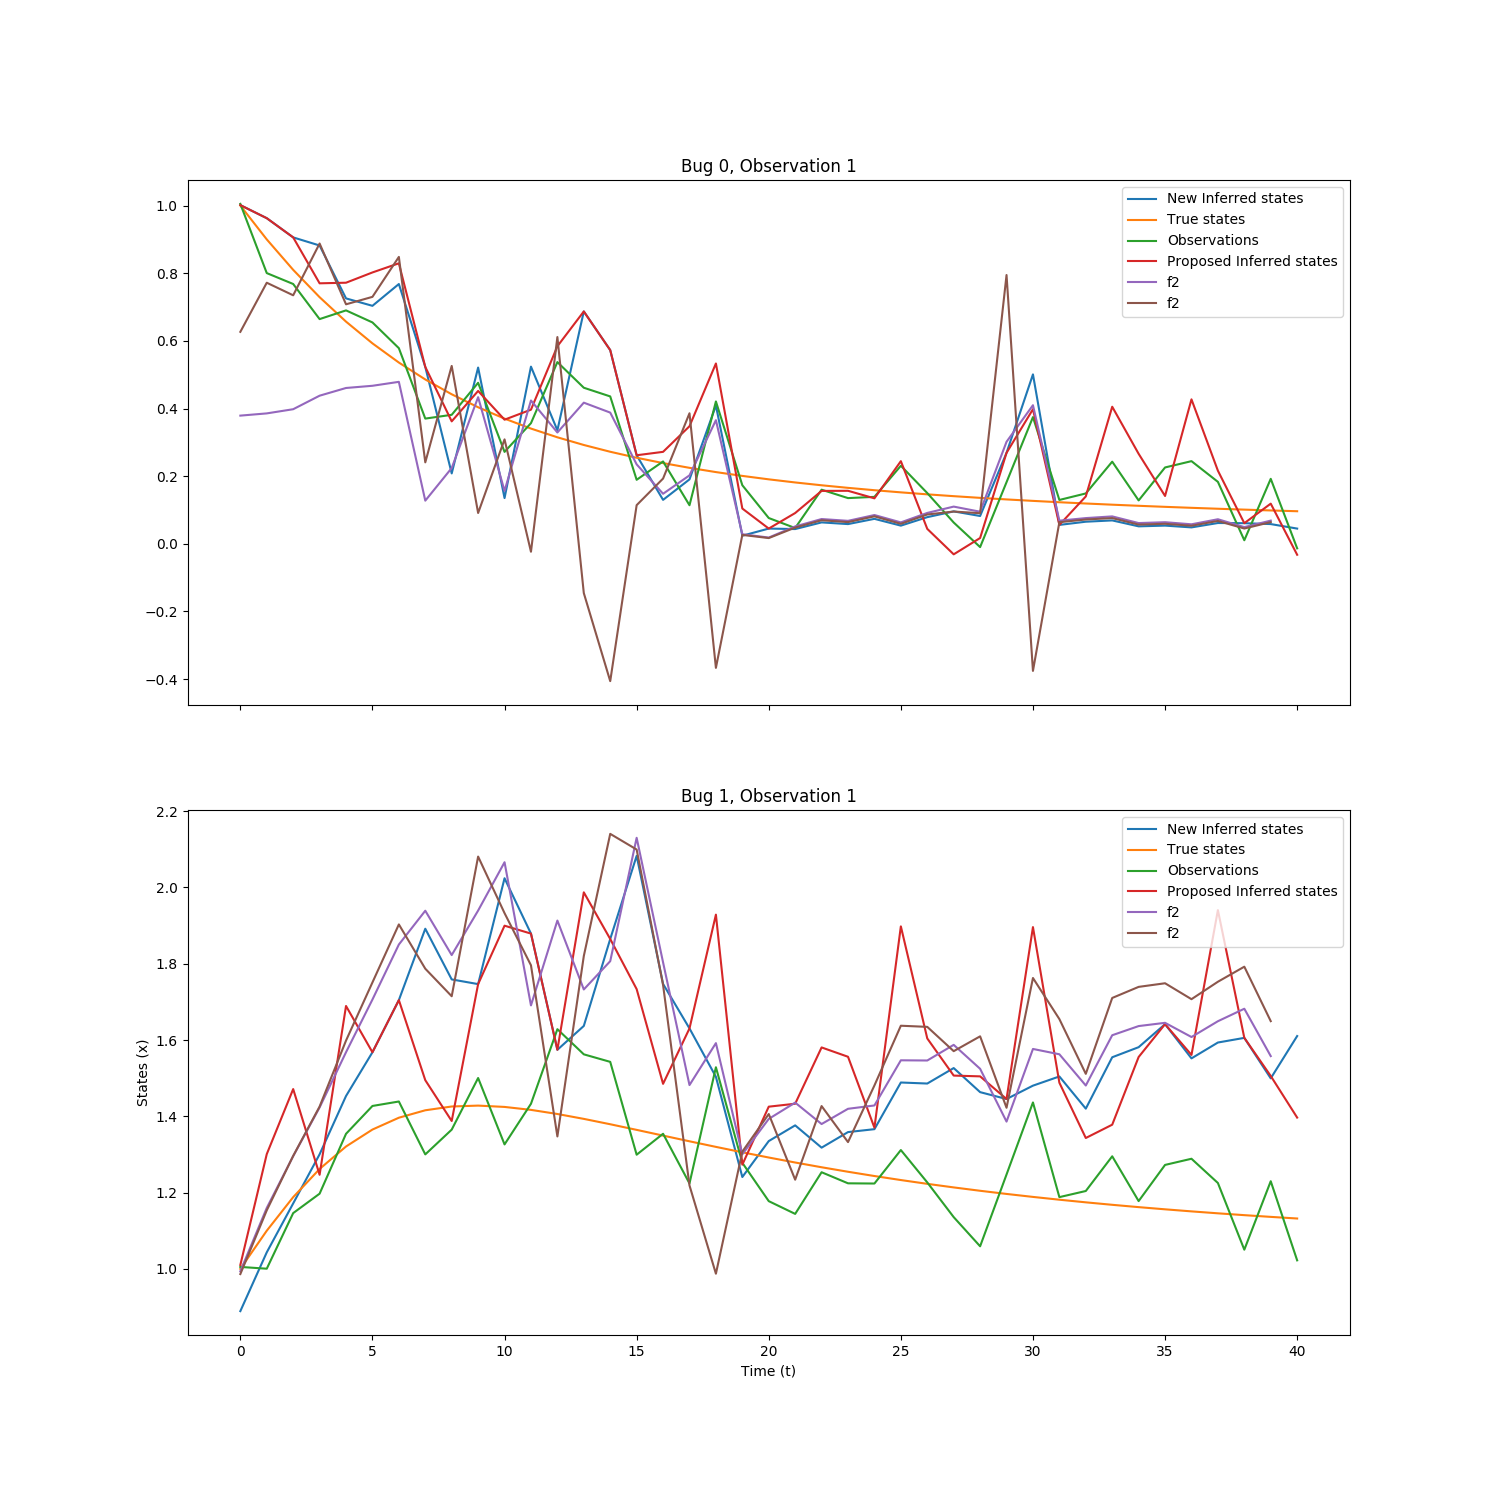 Bug 0, Observation 1
New Inferred states
True states
Observations
Proposed Inferred states
f2
f2
1.0
0.8
0.6
0.4
0.2
0.0
−0.2
−0.4
Bug 1, Observation 1
New Inferred states
True states
Observations
Proposed Inferred states
f2
f2
2.2
2.0
1.8
1.6
1.4
1.2
1.0
States (x)
0 5 10 15 20 25 30 35 40
Time (t)